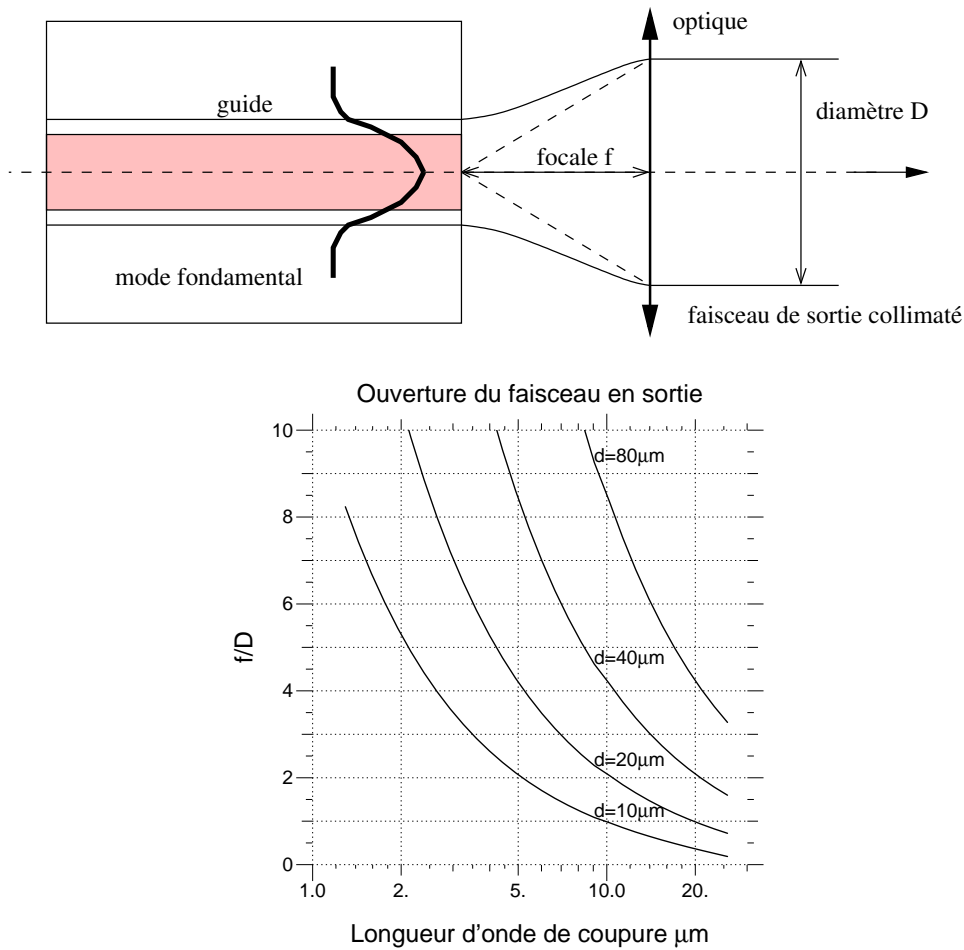 optique
guide
diamètre D
focale f
mode fondamental
faisceau de sortie collimaté
Ouverture du faisceau en sortie
10
d=80μm
8
6
f/D
d=40μm
4
d=20μm
2
d=10μm
0
1.0 2. 5. 10.0 20.
Longueur d'onde de coupure μm